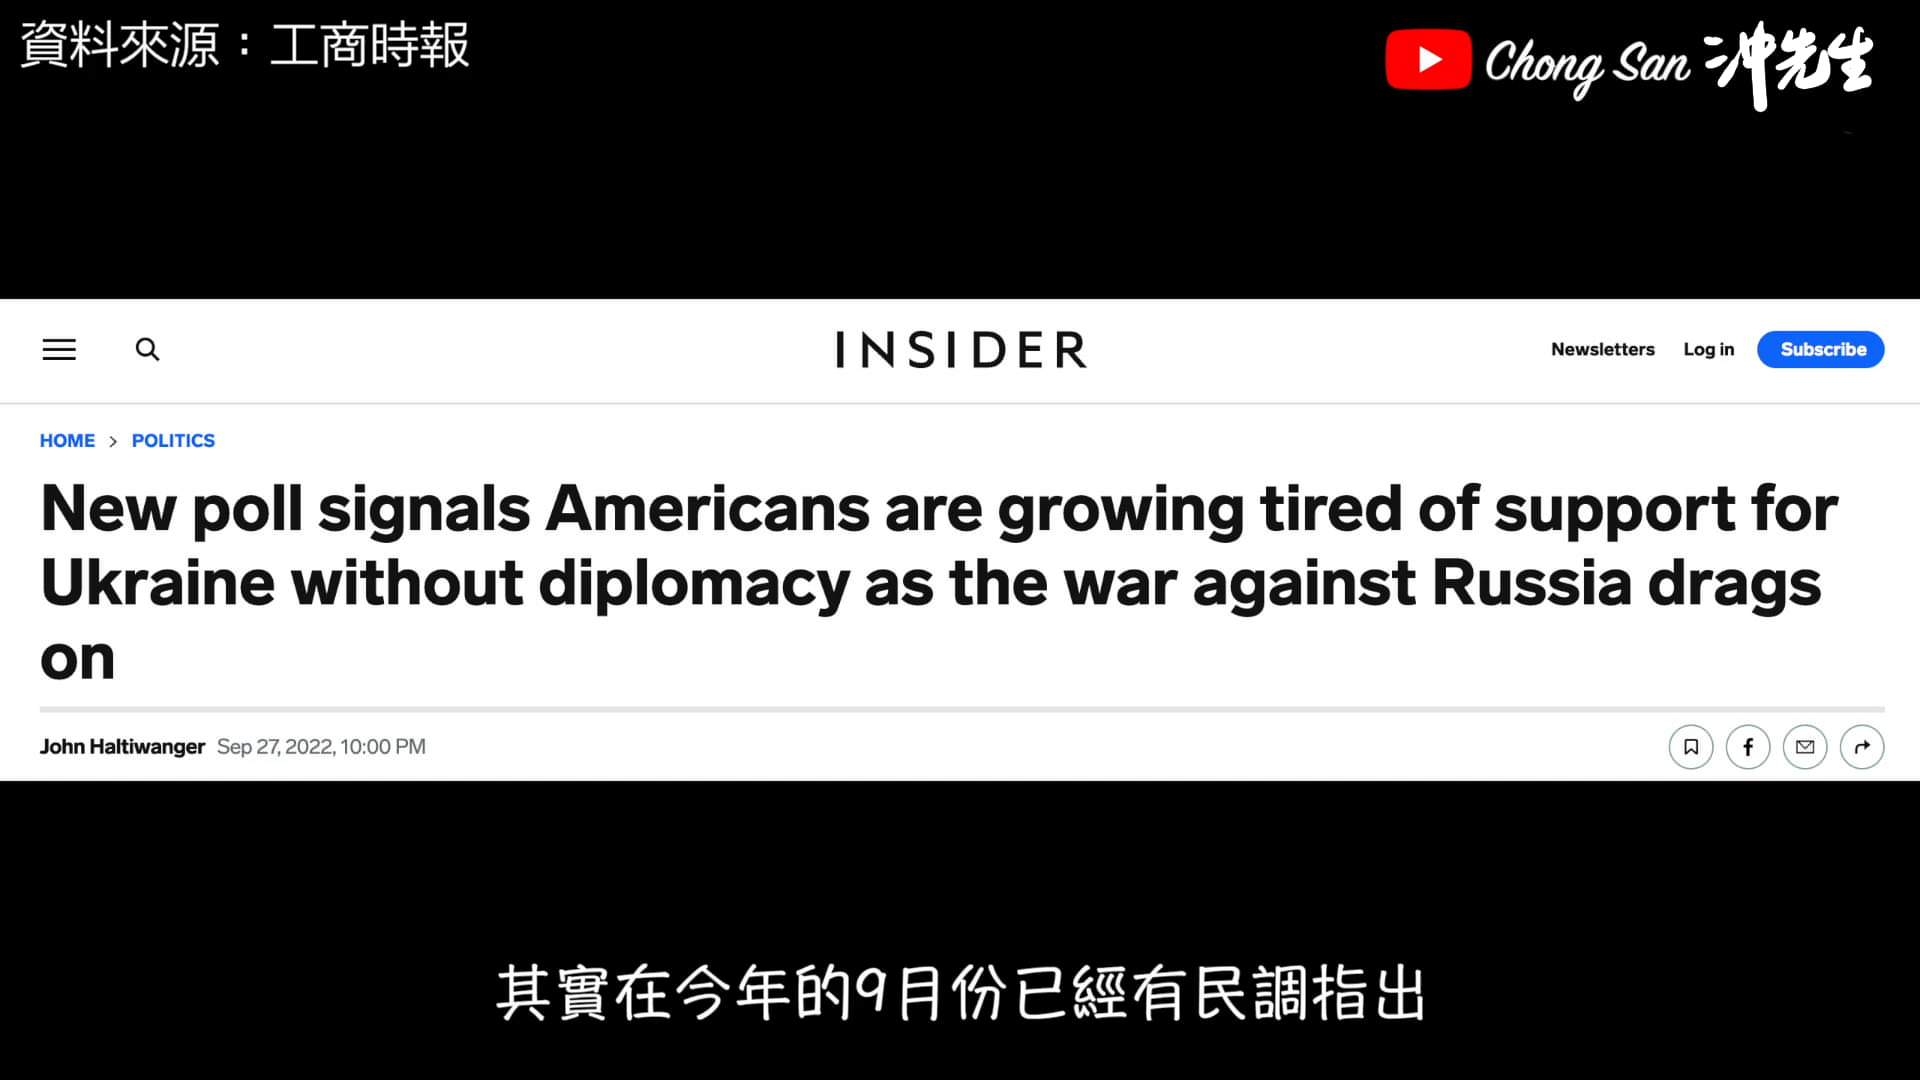 資料來源：工商時報
Chong San 沖先生
INSIDER
Newsletters
Log in
Subscribe
HOME > POLITICS
New poll signals Americans are growing tired of support for
Ukraine without diplomacy as the war against Russia drags
on
John Haltiwanger Sep 27, 2022, 10:00 PM
其實在今年的9月份已經有民調指出